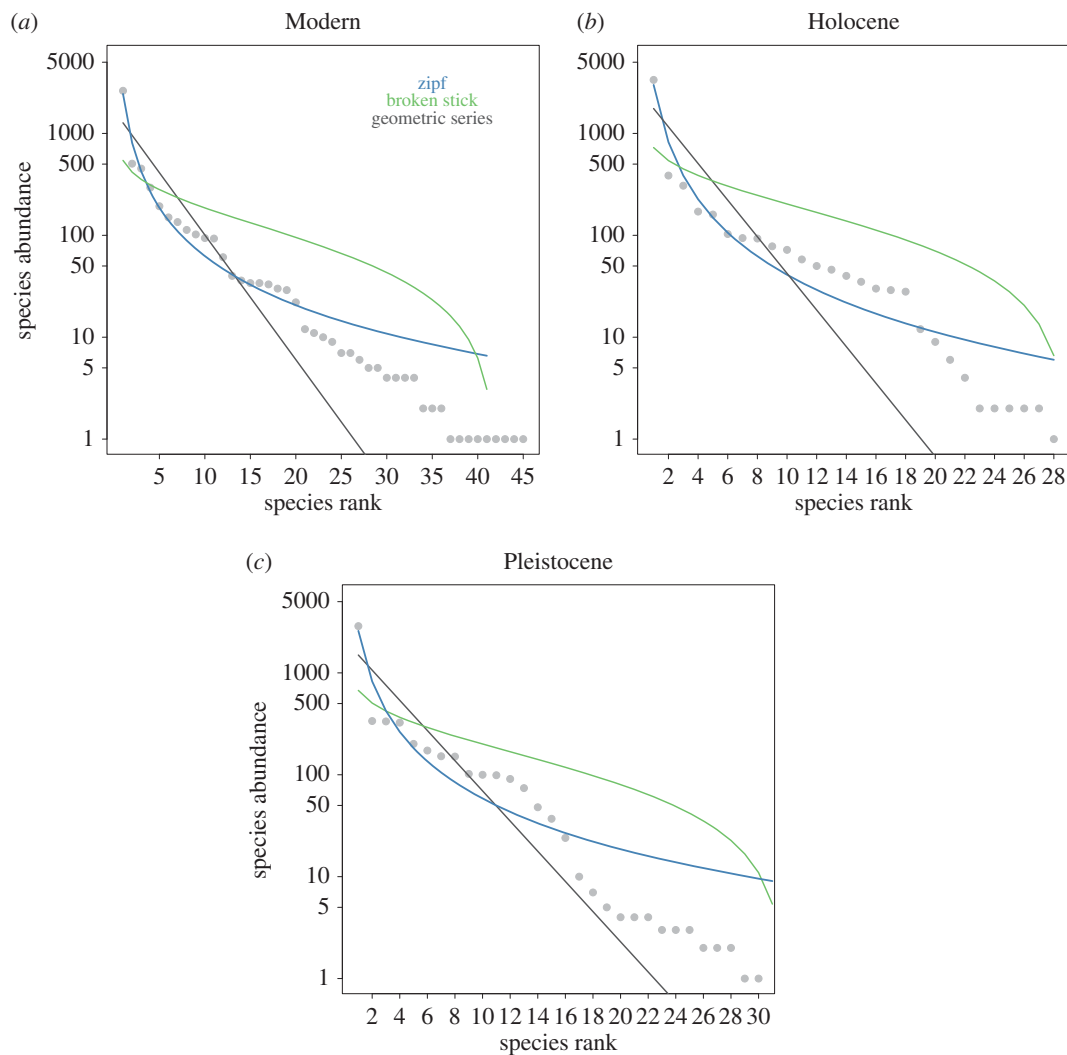 (a) Modern
5000
1000
500
100
50
10
5
1
species abundance
zipf
broken stick
geometric series
5 10 15 20 25 30 35 40 45
species rank
(b) Holocene
5000
1000
500
100
50
10
5
1
2 4 6 8 10 12 14 16 18 20 22 24 26 28
species rank
(c) Pleistocene
5000
1000
500
100
50
10
5
1
species abundance
2 4 6 8 10 12 14 16 18 20 22 24 26 28 30
species rank